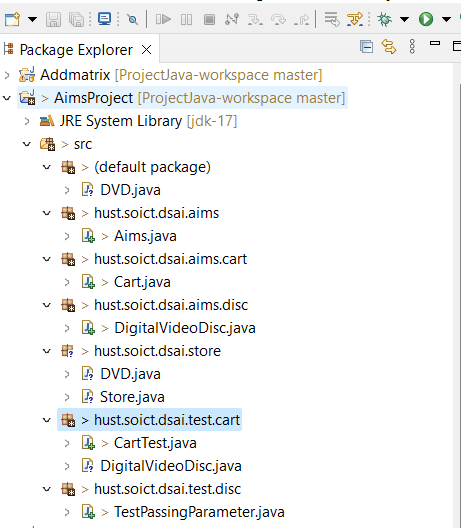 Package Explorer
Addmatrix [ProjectJava-workspace master]
> AimsProject [ProjectJava-workspace master]
JRE System Library [jdk-17]
> src
> (default package)
DVD.java
> hust.soict.dsai.aims
> Aims.java
> hust.soict.dsai.aims.cart
> Cart.java
> hust.soict.dsai.aims.disc
> DigitalVideoDisc.java
> hust.soict.dsai.store
DVD.java
Store.java
> hust.soict.dsai.test.cart
> CartTest.java
DigitalVideoDisc.java
> hust.soict.dsai.test.disc
> TestPassingParameter.java